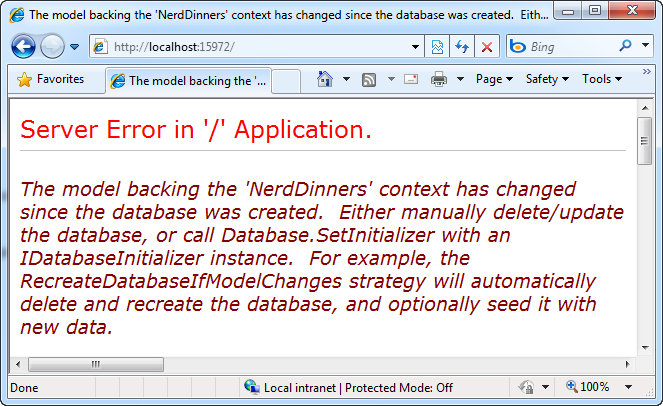 The model backing the 'NerdDinners' context has changed since the database was created.  Eith...
http://localhost:15972/
Bing
Favorites
The model backing the '...
Page
Safety
Tools
»
Server Error in '/' Application.
The model backing the 'NerdDinners' context has changed
since the database was created.  Either manually delete/update
the database, or call Database.SetInitializer with an
IDatabaseInitializer instance.  For example, the
RecreateDatabaseIfModelChanges strategy will automatically
delete and recreate the database, and optionally seed it with
new data.
Done
Local intranet | Protected Mode: Off
100%